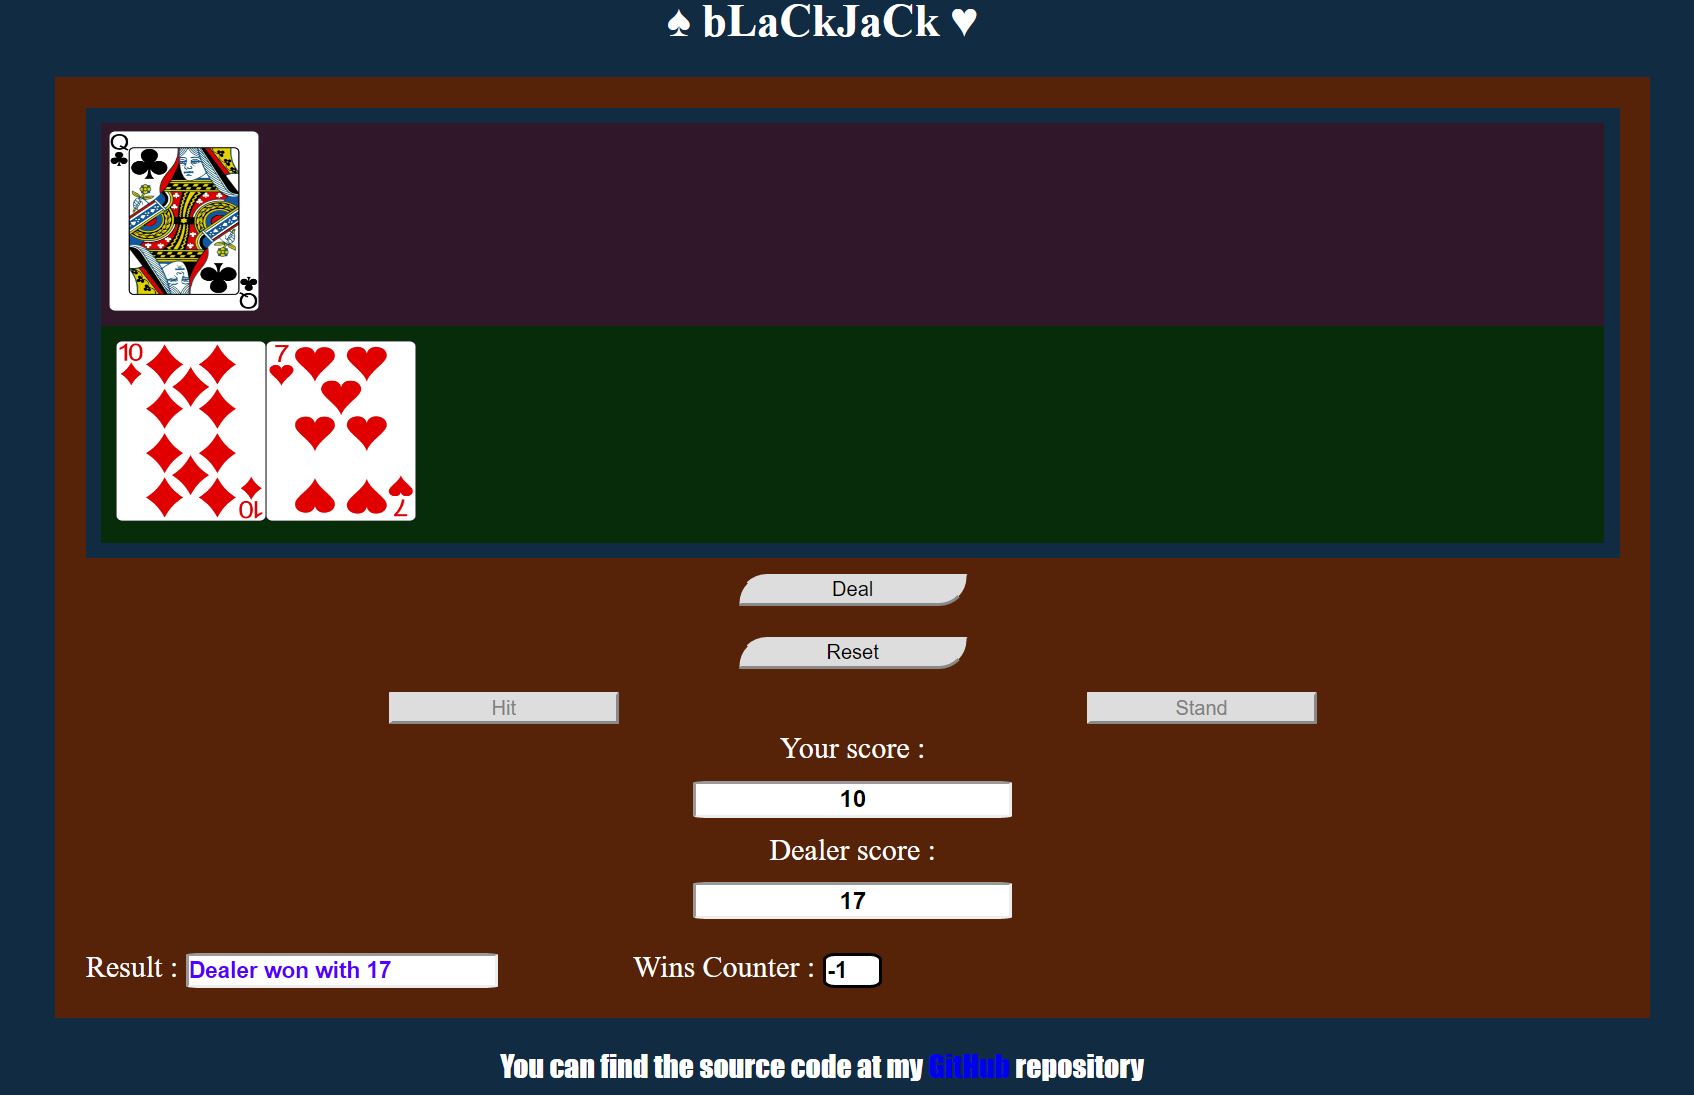 ♠ bLaCkJaCk ♥
Q
Q
10 7
10 7
Deal
Reset
Hit Stand
Your score :
10
Dealer score :
17
Result : Dealer won with 17 Wins Counter : -1
You can find the source code at my GitHub repository